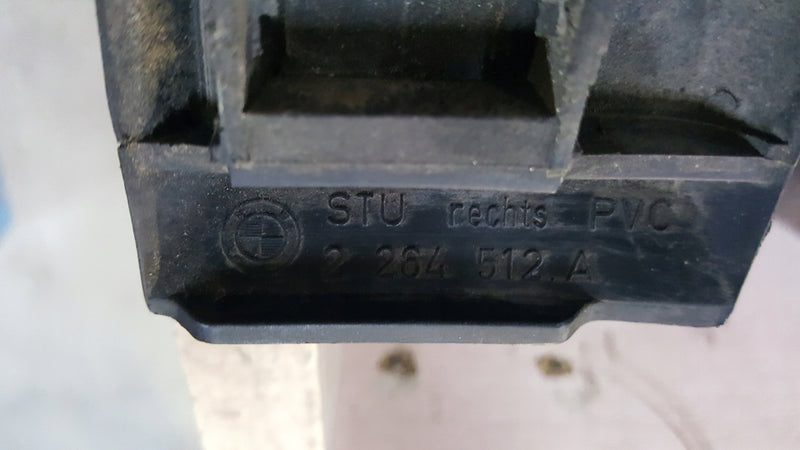 STU rechts PVC
2 264 512.A